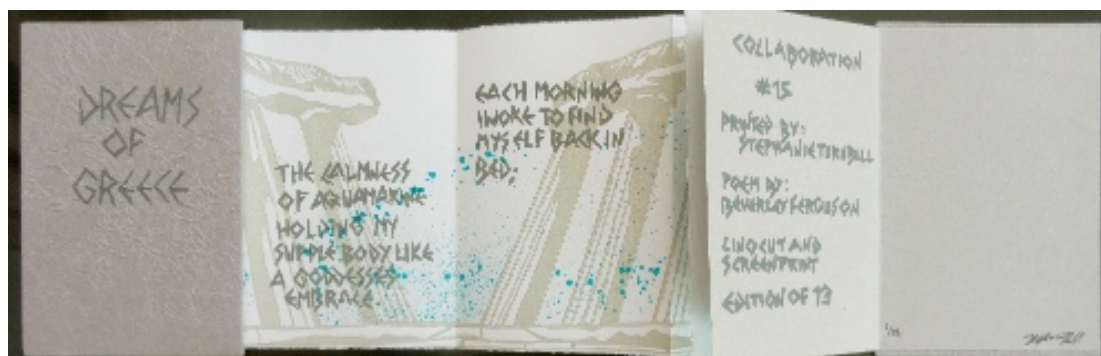 DREAMS
OF
GREECE
THE CALMNESS
OF AQUAMARINE
HOLDING MY
SUPPLE BODY LIKE
A GODDESSES
EMBRACE.
EACH MORNING
I WOKE TO FIND
MYSELF BACK IN
BED;
COLLABORATION
#15
PRINTED BY:
STEPHANIE TURNBULL
POEM BY:
BEVERLEY FERGUSON
LINOCUT AND
SCREENPRINT
EDITION OF 13